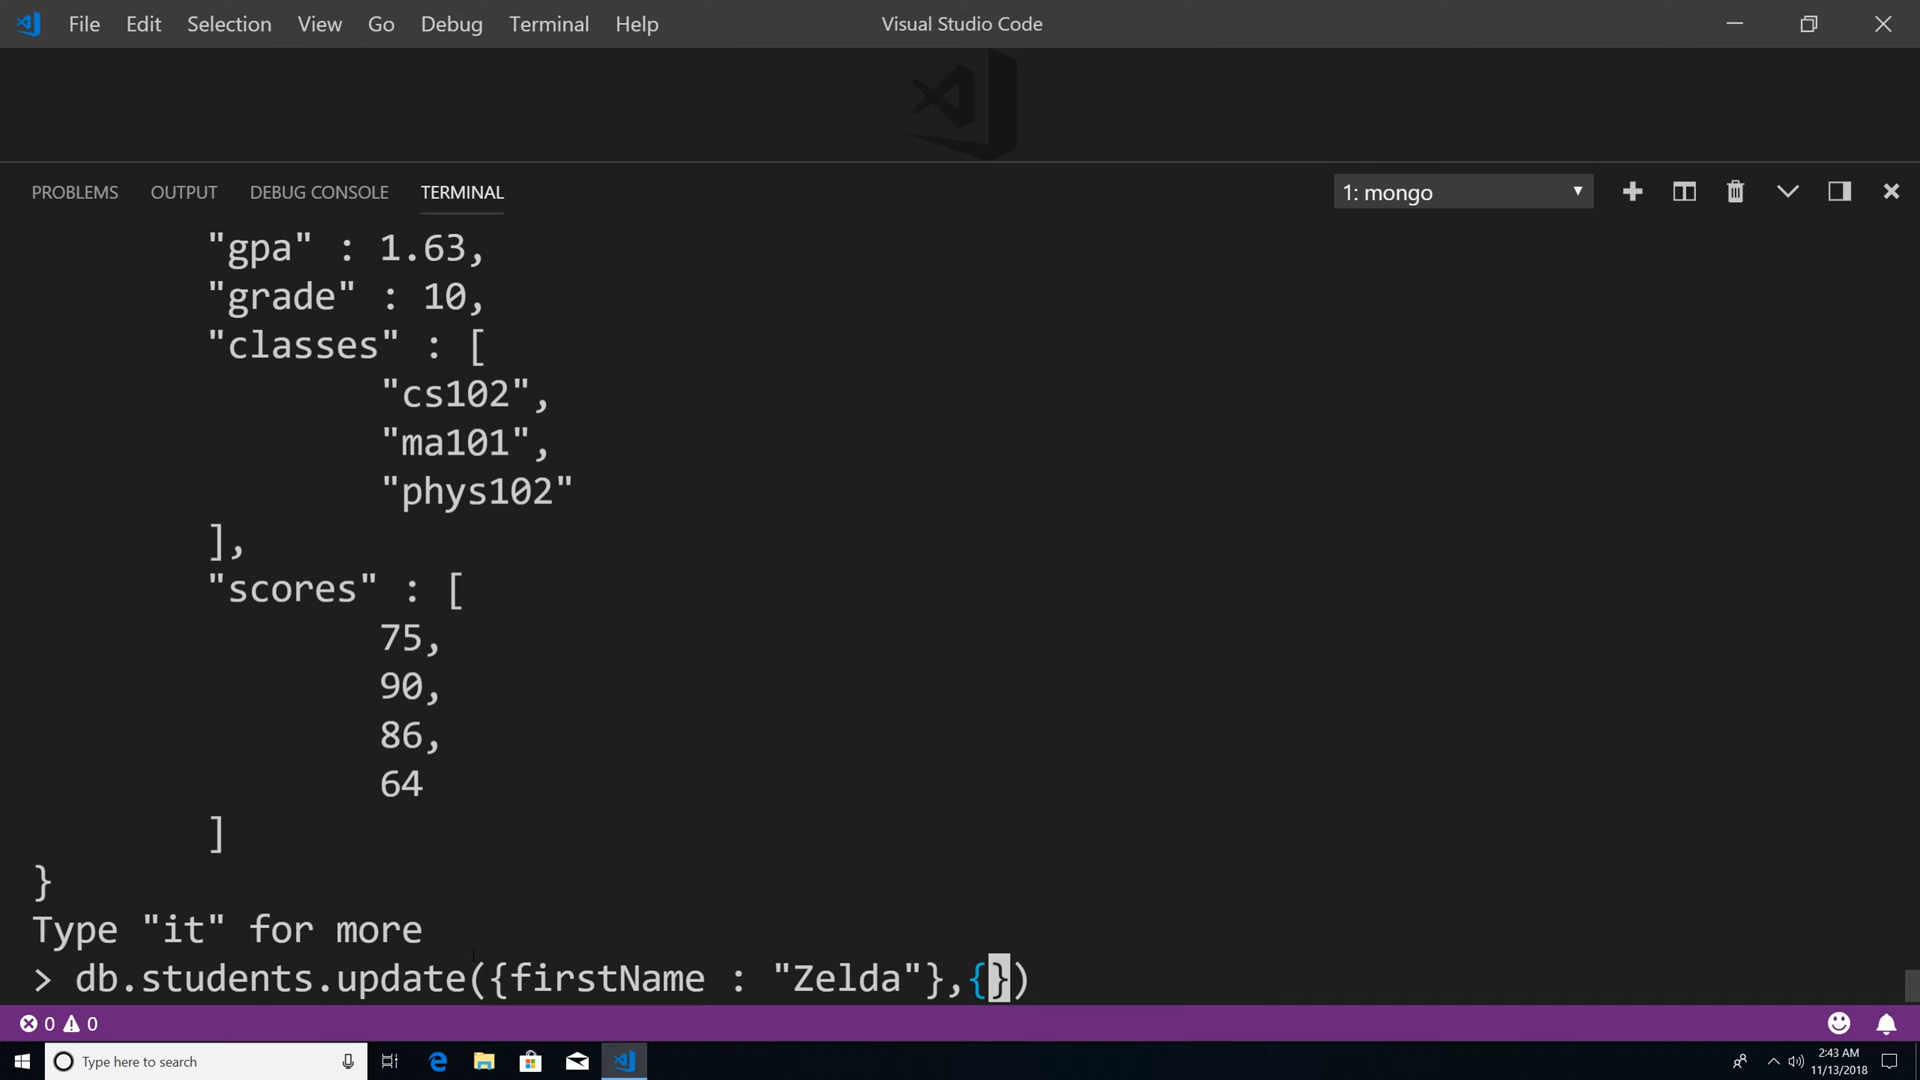 File Edit Selection View Go Debug Terminal Help Visual Studio Code
PROBLEMS OUTPUT DEBUG CONSOLE TERMINAL 1: mongo
"gpa" : 1.63,
"grade" : 10,
"classes" : [
"cs102",
"ma101",
"phys102"
],
"scores" : [
75,
90,
86,
64
]
}
Type "it" for more
> db.students.update({firstName : "Zelda"},{})
0 0
Type here to search
2:43 AM
11/13/2018